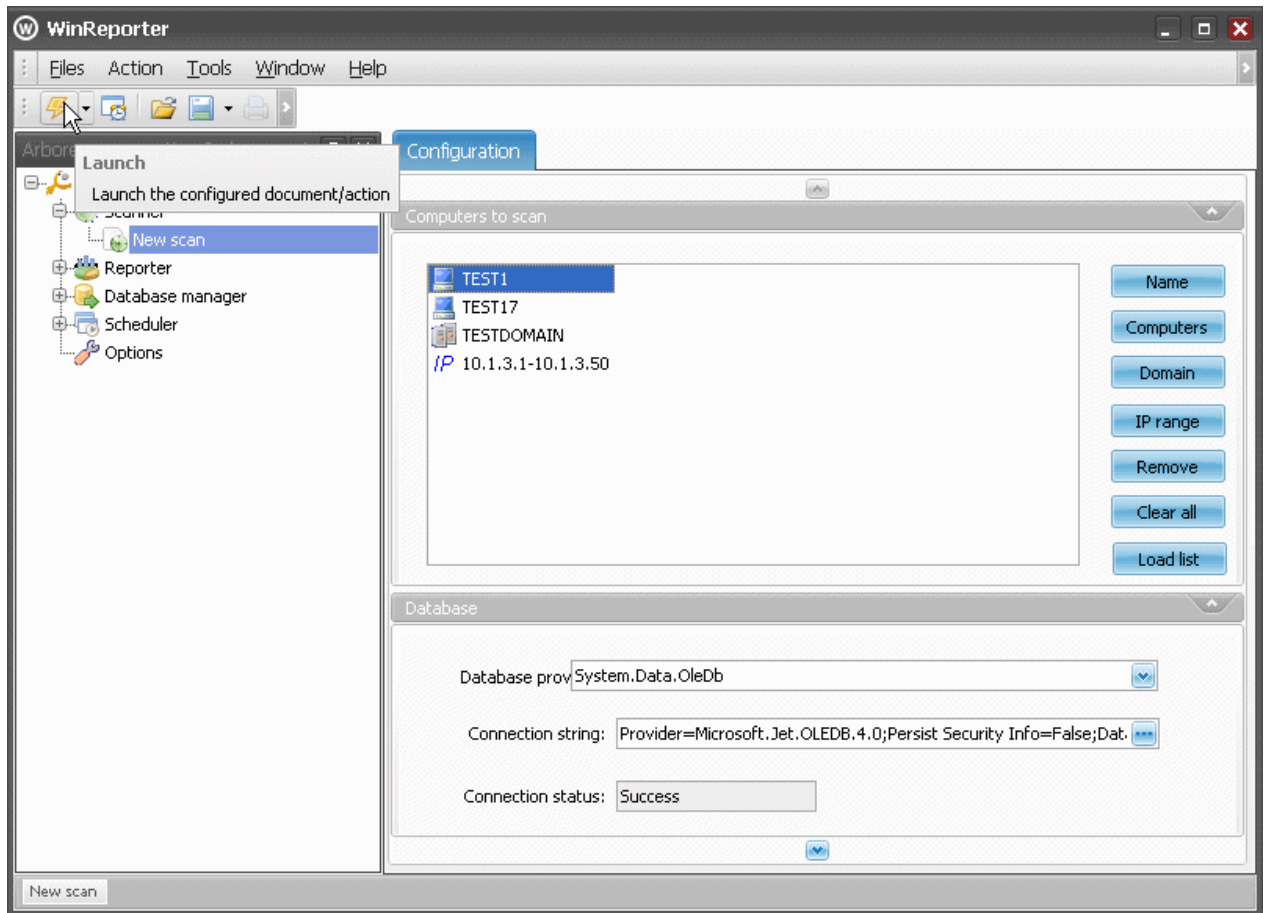 WinReporter
Files Action Tools Window Help
Launch
Launch the configured document/action
Scanner
New scan
Reporter
Database manager
Scheduler
Options
Configuration
Computers to scan
TEST1
TEST17
TESTDOMAIN
IP 10.1.3.1-10.1.3.50
Name
Computers
Domain
IP range
Remove
Clear all
Load list
Database
Database prov System.Data.OleDb
Connection string: Provider=Microsoft.Jet.OLEDB.4.0;Persist Security Info=False;Dat
Connection status: Success
New scan